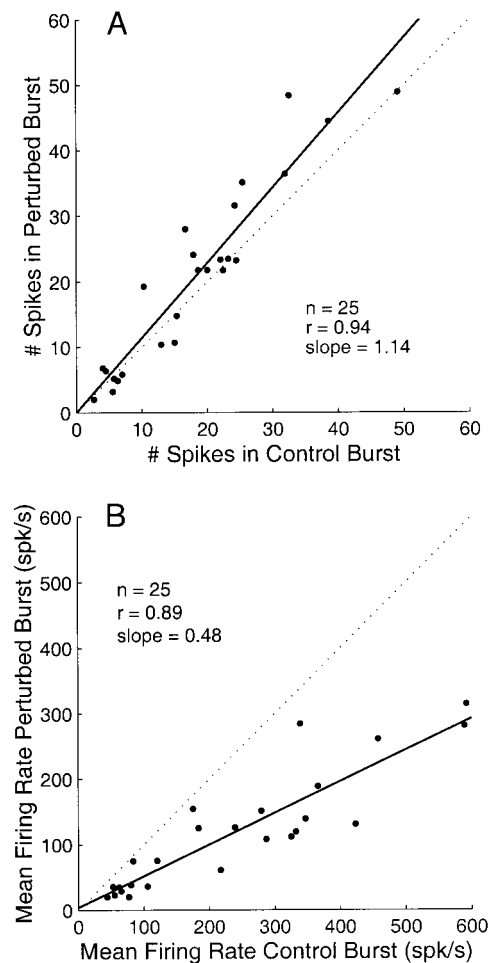 A
60
50
40
30
20
10
0
# Spikes in Perturbed Burst
n = 25
r = 0.94
slope = 1.14
0 10 20 30 40 50 60
# Spikes in Control Burst
B
600
500
400
300
200
100
0
Mean Firing Rate Perturbed Burst (spk/s)
n = 25
r = 0.89
slope = 0.48
0 100 200 300 400 500 600
Mean Firing Rate Control Burst (spk/s)